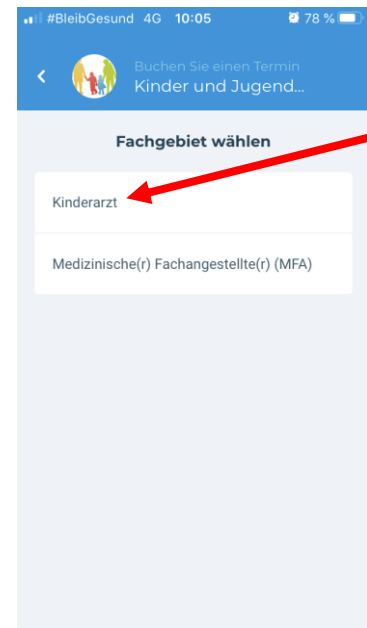 #BleibGesund 4G 10:05 78 %
Buchen Sie einen Termin
Kinder und Jugend...
Fachgebiet wählen
Kinderarzt
Medizinische(r) Fachangestellte(r) (MFA)